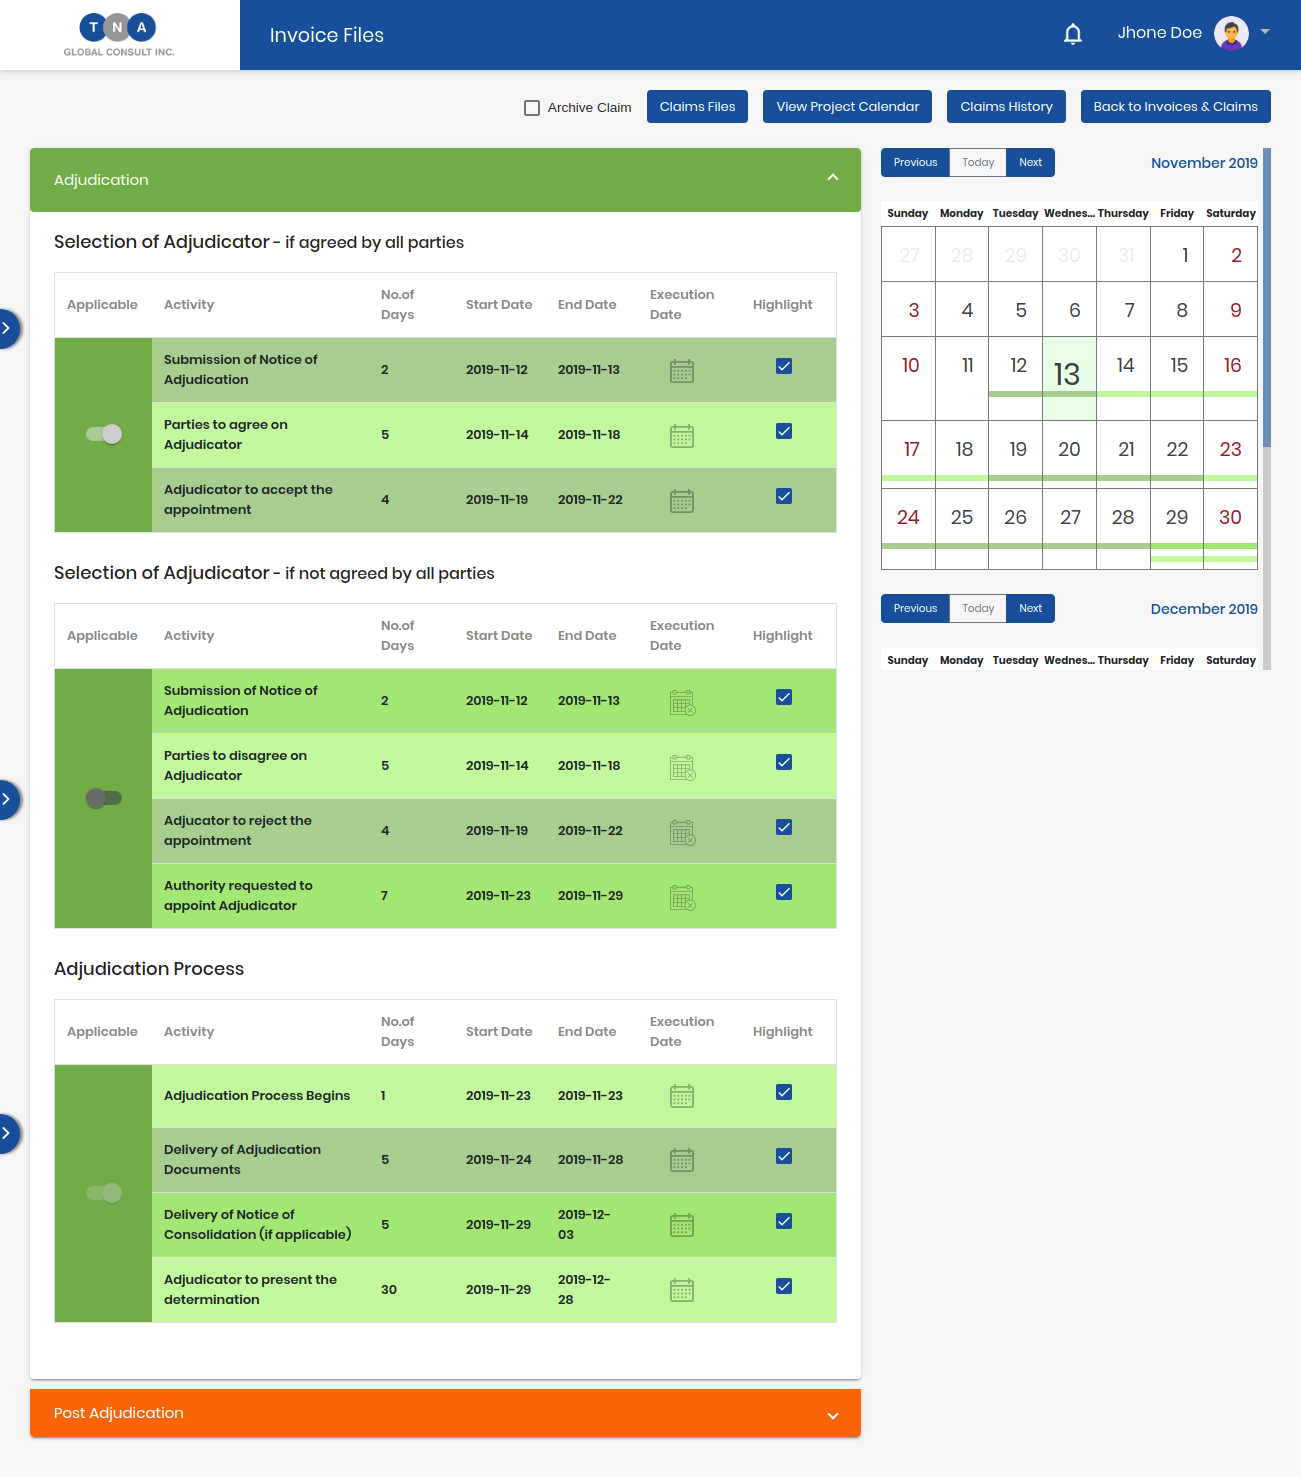 T N A
GLOBAL CONSULT INC.
Invoice Files
Jhone Doe
Archive Claim
Claims Files
View Project Calendar
Claims History
Back to Invoices & Claims
Adjudication
Selection of Adjudicator - if agreed by all parties
Applicable Activity No.of Days Start Date End Date Execution Date Highlight
Submission of Notice of Adjudication 2 2019-11-12 2019-11-13
Parties to agree on Adjudicator 5 2019-11-14 2019-11-18
Adjudicator to accept the appointment 4 2019-11-19 2019-11-22
Selection of Adjudicator - if not agreed by all parties
Applicable Activity No.of Days Start Date End Date Execution Date Highlight
Submission of Notice of Adjudication 2 2019-11-12 2019-11-13
Parties to disagree on Adjudicator 5 2019-11-14 2019-11-18
Adjucator to reject the appointment 4 2019-11-19 2019-11-22
Authority requested to appoint Adjudicator 7 2019-11-23 2019-11-29
Adjudication Process
Applicable Activity No.of Days Start Date End Date Execution Date Highlight
Adjudication Process Begins 1 2019-11-23 2019-11-23
Delivery of Adjudication Documents 5 2019-11-24 2019-11-28
Delivery of Notice of Consolidation (if applicable) 5 2019-11-29 2019-12-03
Adjudicator to present the determination 30 2019-11-29 2019-12-28
Post Adjudication
Previous Today Next November 2019
Sunday Monday Tuesday Wednes... Thursday Friday Saturday
27 28 29 30 31 1 2
3 4 5 6 7 8 9
10 11 12 13 14 15 16
17 18 19 20 21 22 23
24 25 26 27 28 29 30
Previous Today Next December 2019
Sunday Monday Tuesday Wednes... Thursday Friday Saturday